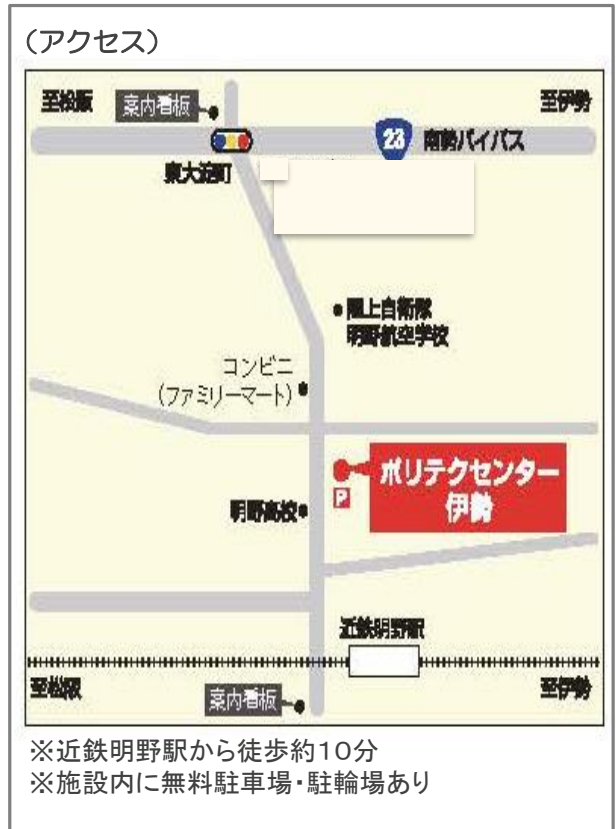 （アクセス）
至松阪
案内看板
至伊勢
23
南勢バイパス
東大淀町
陸上自衛隊
明野航空学校
コンビニ
(ファミリーマート)
ポリテクセンター
伊勢
P
明野高校
近鉄明野駅
至松阪
案内看板
至伊勢
※近鉄明野駅から徒歩約10分
※施設内に無料駐車場・駐輪場あり